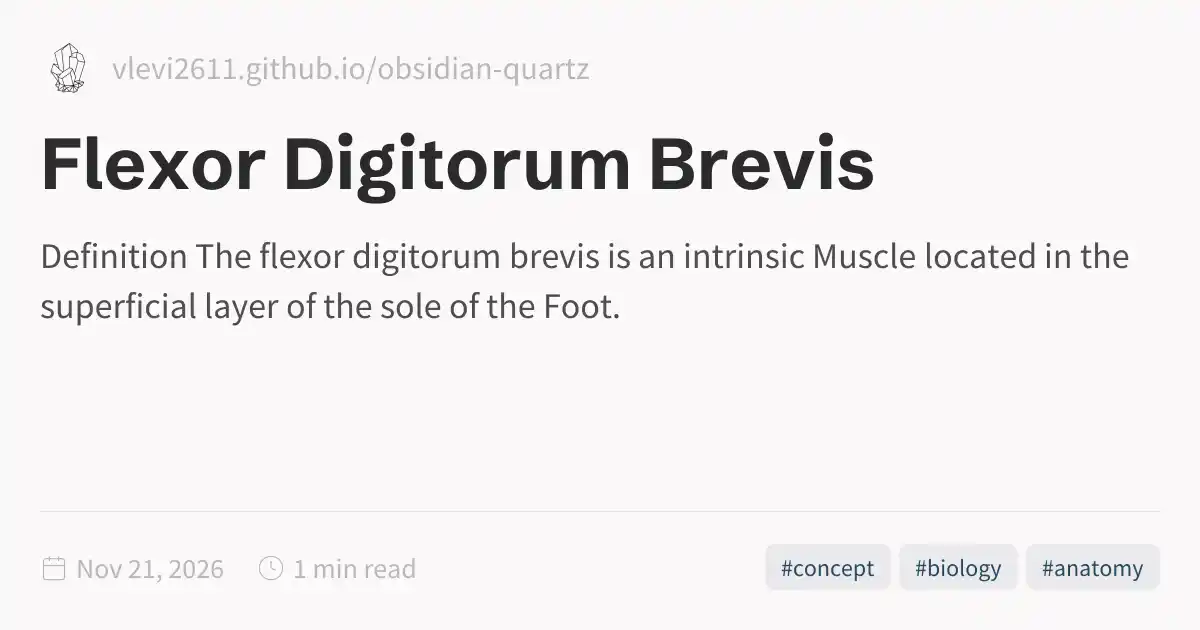 vlevi2611.github.io/obsidian-quartz
Flexor Digitorum Brevis
Definition The flexor digitorum brevis is an intrinsic Muscle located in the
superficial layer of the sole of the Foot.
Nov 21, 2026 1 min read #concept #biology #anatomy